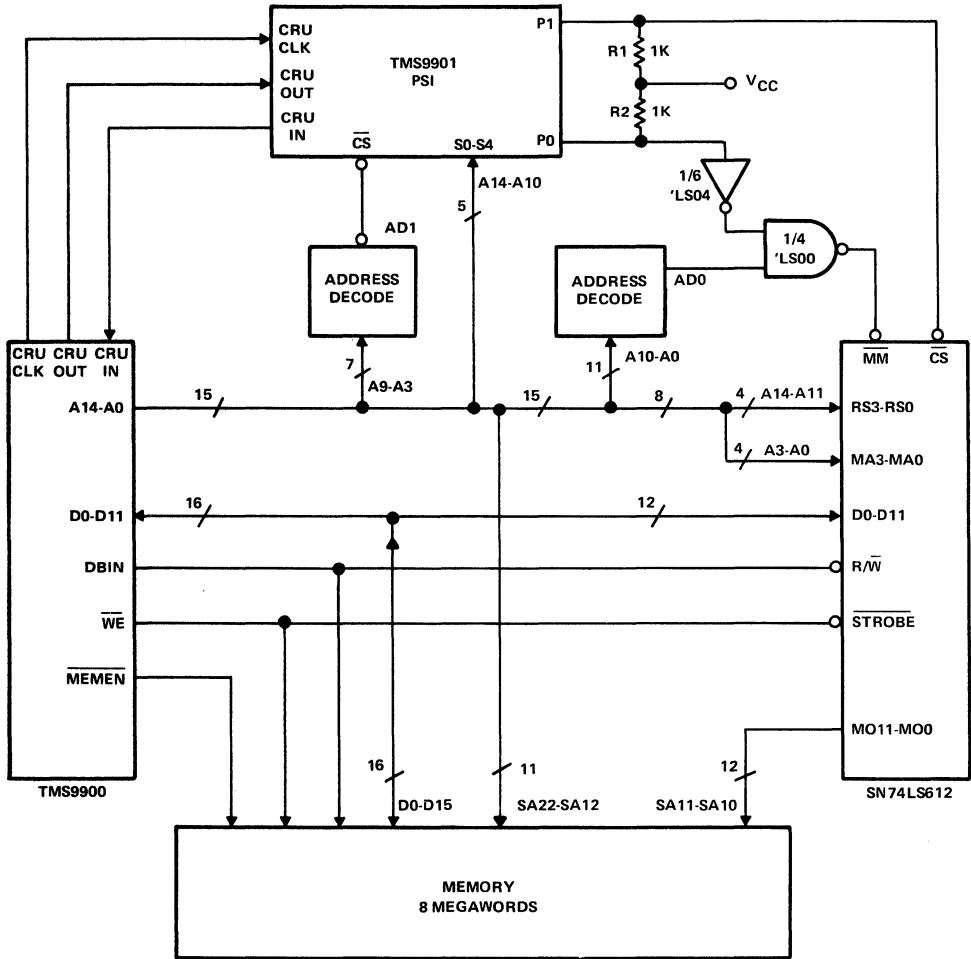 CRU CLK
CRU OUT
CRU IN
TMS9901
PSI
P1
P0
CS
S0-S4
R1 1K
R2 1K
VCC
A14-A10
5
1/6
'LS04
1/4
'LS00
AD1
ADDRESS
DECODE
ADDRESS
DECODE
AD0
7
A9-A3
11
A10-A0
CRU CLK
CRU OUT
CRU IN
MM
CS
A14-A0
15
15
8
4
A14-A11
RS3-RS0
4
A3-A0
MA3-MA0
D0-D11
16
12
D0-D11
DBIN
R/W
WE
STROBE
MEMEN
MO11-MO0
16
11
12
TMS9900
D0-D15
SA22-SA12
SA11-SA10
SN74LS612
MEMORY
8 MEGAWORDS